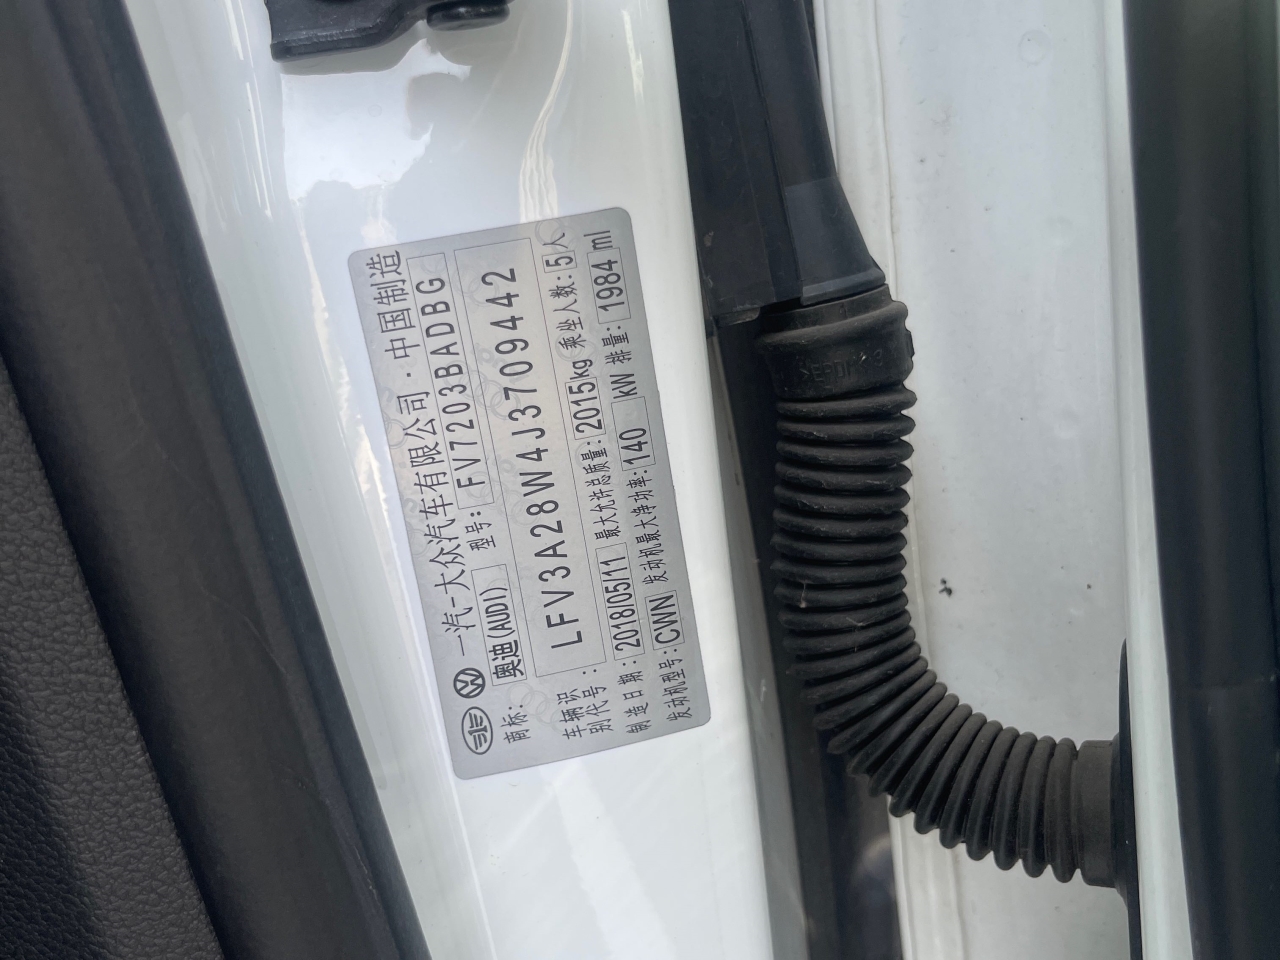 一汽-大众汽车有限公司·中国制造
商标: 奥迪(AUDI) 型号: FV7203BADBG
车辆识别代号: LFV3A28W4J3709442
制造日期: 2018/05/11 最大允许总质量: 2015kg 乘坐人数: 5人
发动机型号: CWN 发动机最大净功率: 140 kW 排量: 1984 ml